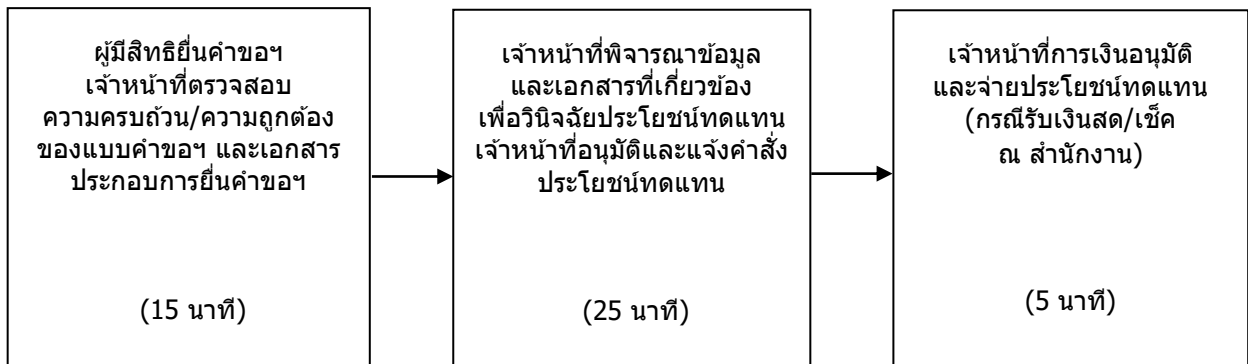 ผู้มีสิทธิยื่นคำขอฯ
เจ้าหน้าที่ตรวจสอบ
ความครบถ้วน/ความถูกต้อง
ของแบบคำขอฯ และเอกสาร
ประกอบการยื่นคำขอฯ
(15 นาที)
เจ้าหน้าที่พิจารณาข้อมูล
และเอกสารที่เกี่ยวข้อง
เพื่อวินิจฉัยประโยชน์ทดแทน
เจ้าหน้าที่อนุมัติและแจ้งคำสั่ง
ประโยชน์ทดแทน
(25 นาที)
เจ้าหน้าที่การเงินอนุมัติ
และจ่ายประโยชน์ทดแทน
(กรณีรับเงินสด/เช็ค
ณ สำนักงาน)
(5 นาที)